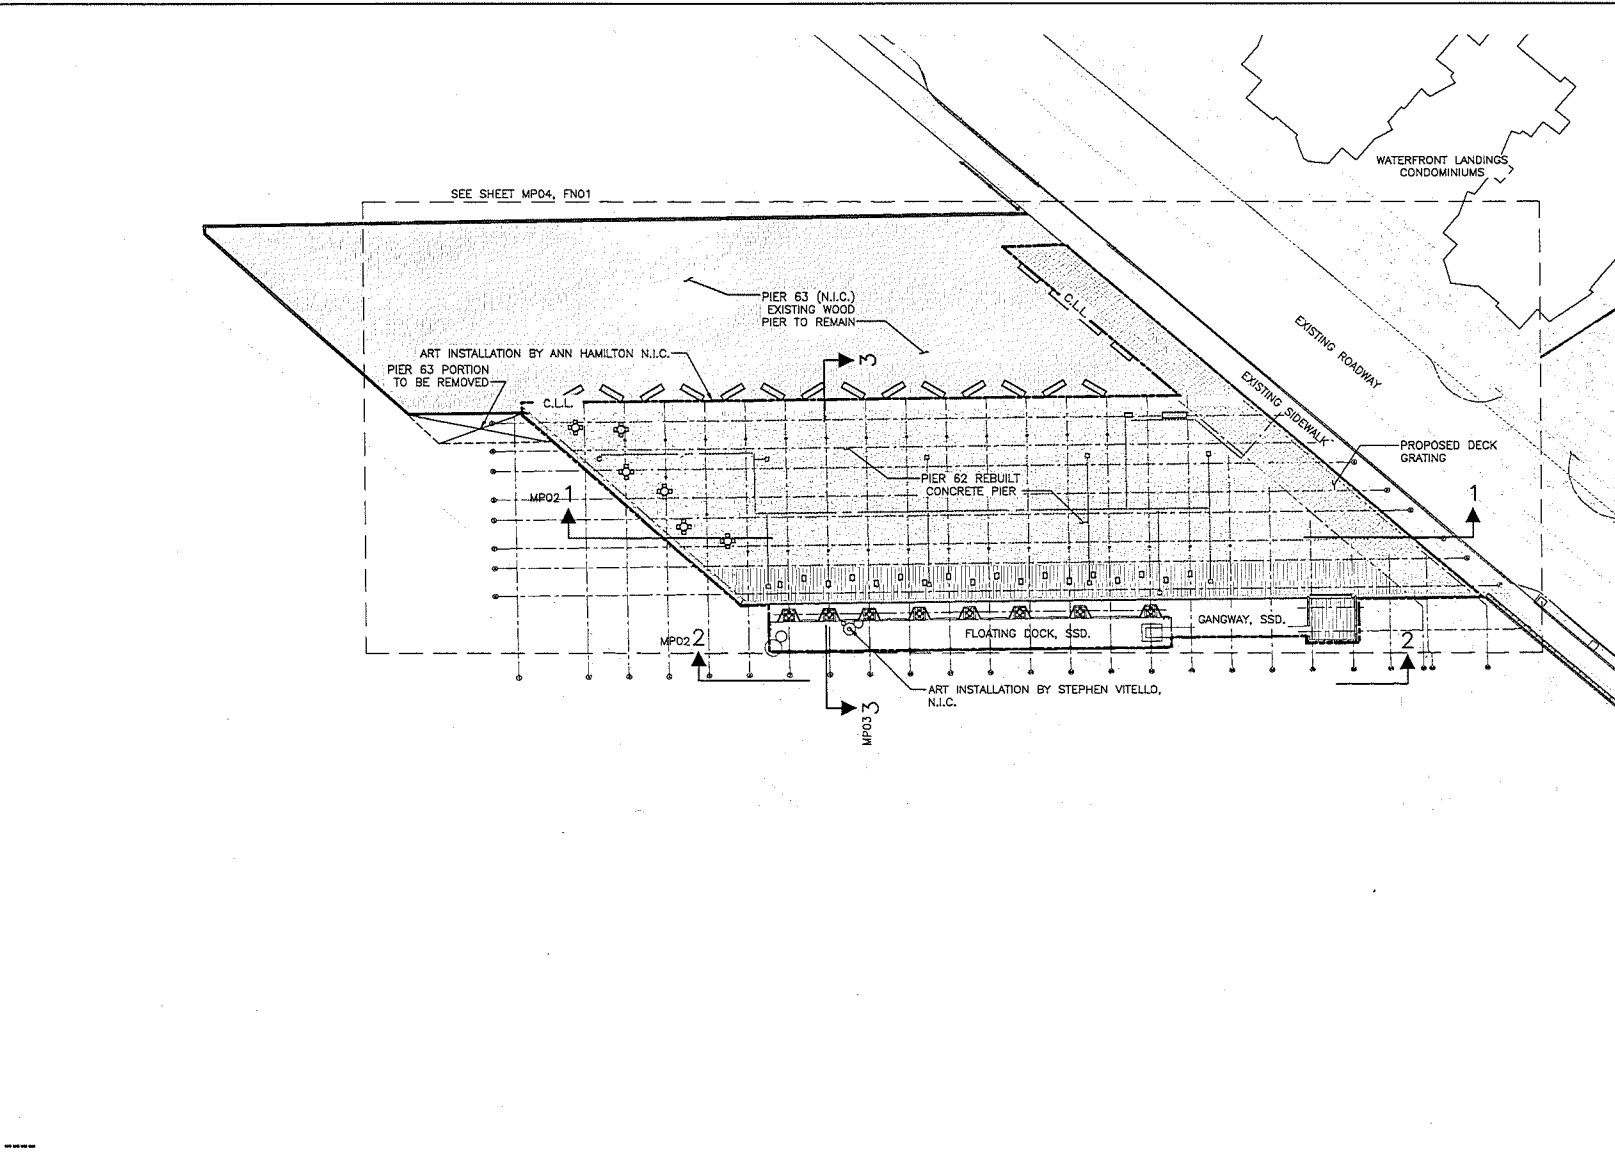 WATERFRONT LANDINGS
CONDOMINIUMS
SEE SHEET MP04, FN01
PIER 63 (N.I.C.)
EXISTING WOOD
PIER TO REMAIN
C.L.L.
EXISTING ROADWAY
ART INSTALLATION BY ANN HAMILTON N.I.C.
3
PIER 63 PORTION
TO BE REMOVED
C.L.L.
EXISTING SIDEWALK
PROPOSED DECK
GRATING
PIER 62 REBUILT
CONCRETE PIER
MP02 1
1
FLOATING DOCK, SSD.
GANGWAY, SSD.
MP02 2
2
ART INSTALLATION BY STEPHEN VITELLO,
N.I.C.
MP03 3